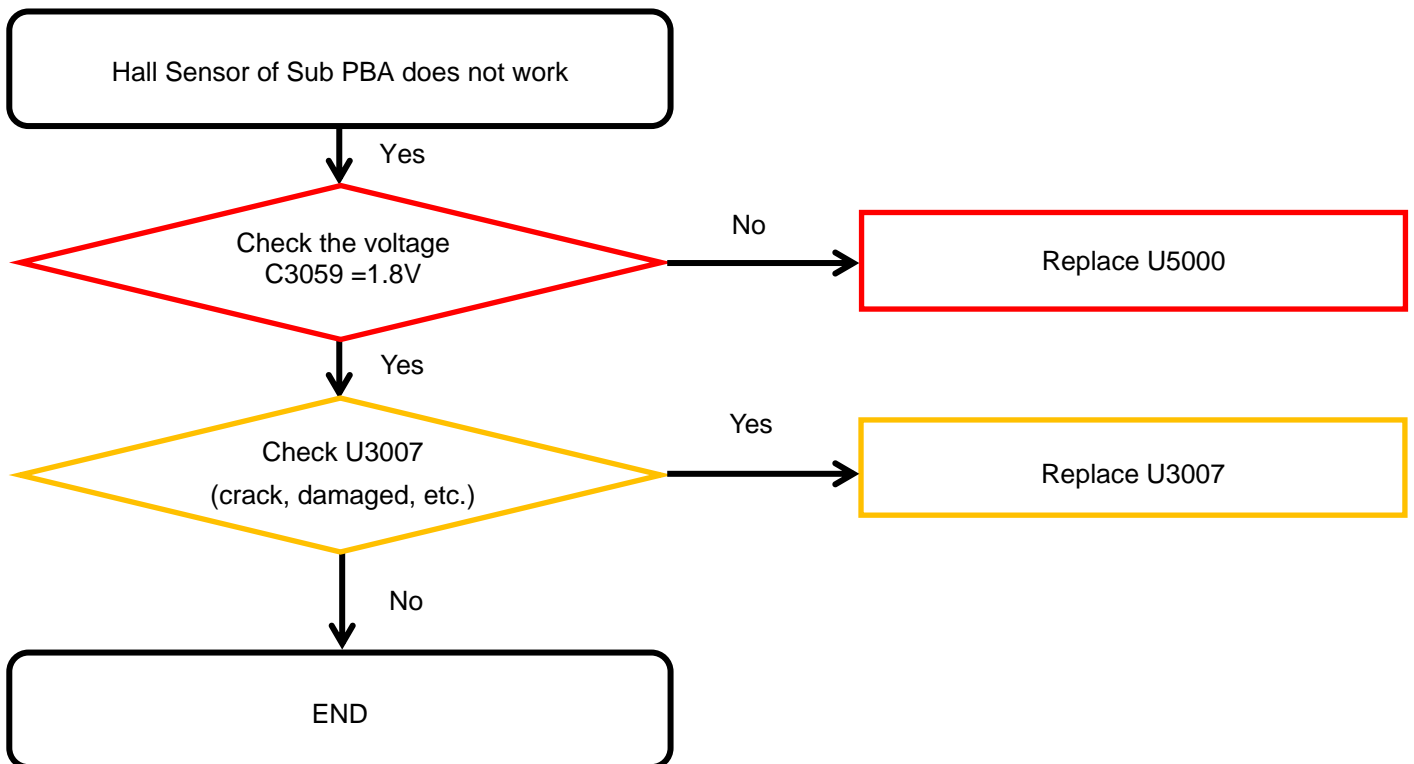 Hall Sensor of Sub PBA does not work
Yes
Check the voltage
C3059 =1.8V
No
Replace U5000
Yes
Check U3007
(crack, damaged, etc.)
Yes
Replace U3007
No
END